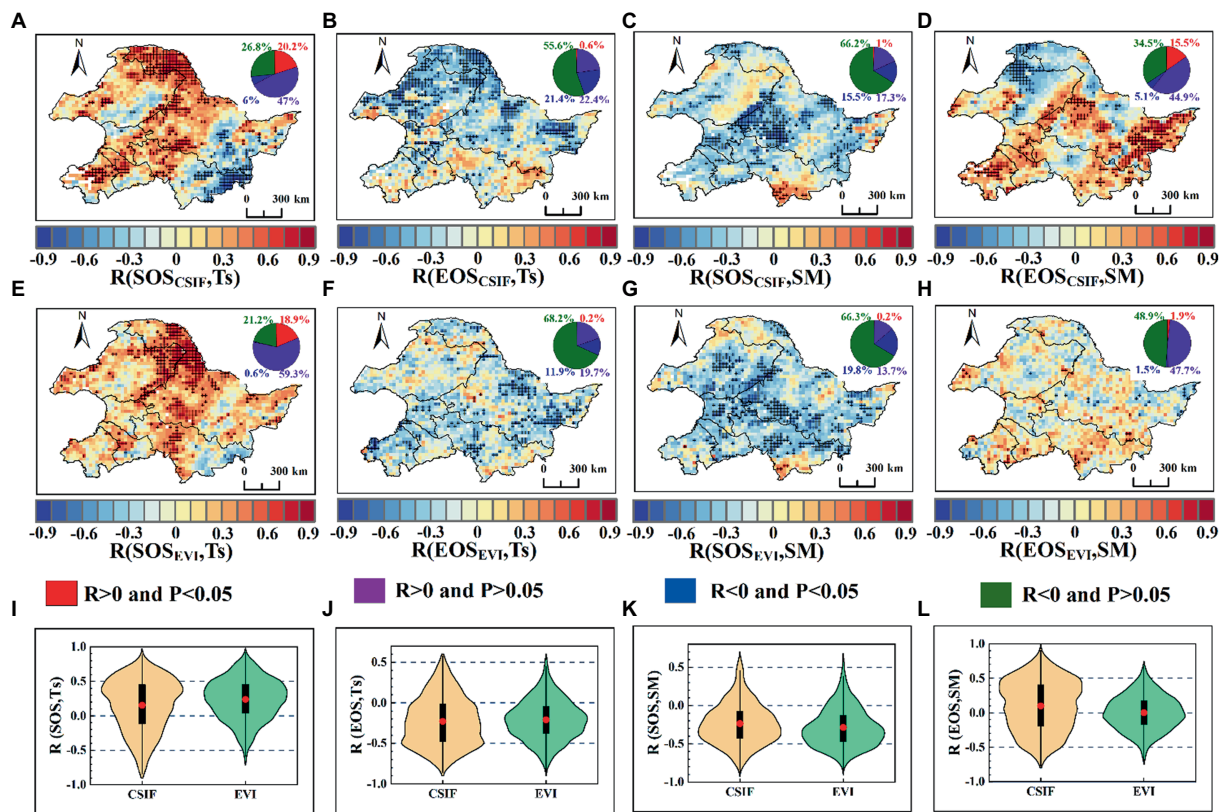 A
B
C
D
N
26.8% 20.2%
6% 47%
300 km
N
55.6% 0.6%
21.4% 22.4%
300 km
N
66.2% 1%
15.5% 17.3%
300 km
N
34.5% 15.5%
5.1% 44.9%
300 km
-0.9 -0.6 -0.3 0 0.3 0.6 0.9
R(SOSCSIF,Ts)
-0.9 -0.6 -0.3 0 0.3 0.6 0.9
R(EOSCSIF,Ts)
-0.9 -0.6 -0.3 0 0.3 0.6 0.9
R(SOSCSIF,SM)
-0.9 -0.6 -0.3 0 0.3 0.6 0.9
R(EOSCSIF,SM)
E
F
G
H
N
21.2% 18.9%
0.6% 59.3%
300 km
N
68.2% 0.2%
11.9% 19.7%
300 km
N
66.3% 0.2%
19.8% 13.7%
300 km
N
48.9% 1.9%
1.5% 47.7%
300 km
-0.9 -0.6 -0.3 0 0.3 0.6 0.9
R(SOSEVI,Ts)
-0.9 -0.6 -0.3 0 0.3 0.6 0.9
R(EOSEVI,Ts)
-0.9 -0.6 -0.3 0 0.3 0.6 0.9
R(SOSEVI,SM)
-0.9 -0.6 -0.3 0 0.3 0.6 0.9
R(EOSEVI,SM)
R>0 and P<0.05
R>0 and P>0.05
R<0 and P<0.05
R<0 and P>0.05
I
J
K
L
R (SOS,Ts)
1.0
0.5
0.0
-0.5
-1.0
CSIF EVI
R (EOS,Ts)
0.5
0.0
-0.5
-1.0
CSIF EVI
R (SOS,SM)
0.5
0.0
-0.5
-1.0
CSIF EVI
R (EOS,SM)
1.0
0.5
0.0
-0.5
-1.0
CSIF EVI